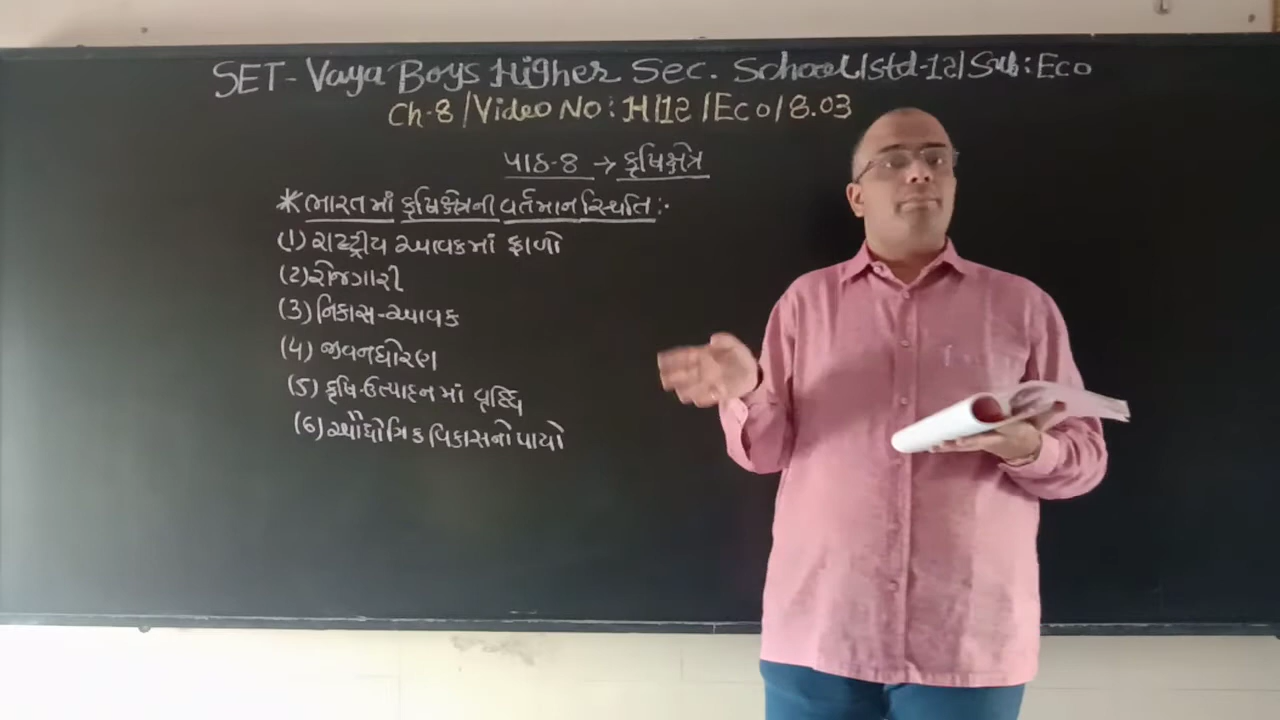 SET-Vaya Boys Higher Sec. School/Std-12/Sub:Eco
Ch-8/Video No: H/12/Eco/8.03
પાઠ-8 → કૃષિક્ષેત્ર
* ભારતમાં કૃષિક્ષેત્રની વર્તમાન સ્થિતિ:-
(1) રાષ્ટ્રીય આવકમાં ફાળો
(2) રોજગારી
(3) નિકાસ-આવક
(4) જીવનધોરણ
(5) કૃષિ-ઉત્પાદનમાં વૃદ્ધિ
(6) ઔદ્યોગિક વિકાસનો પાયો